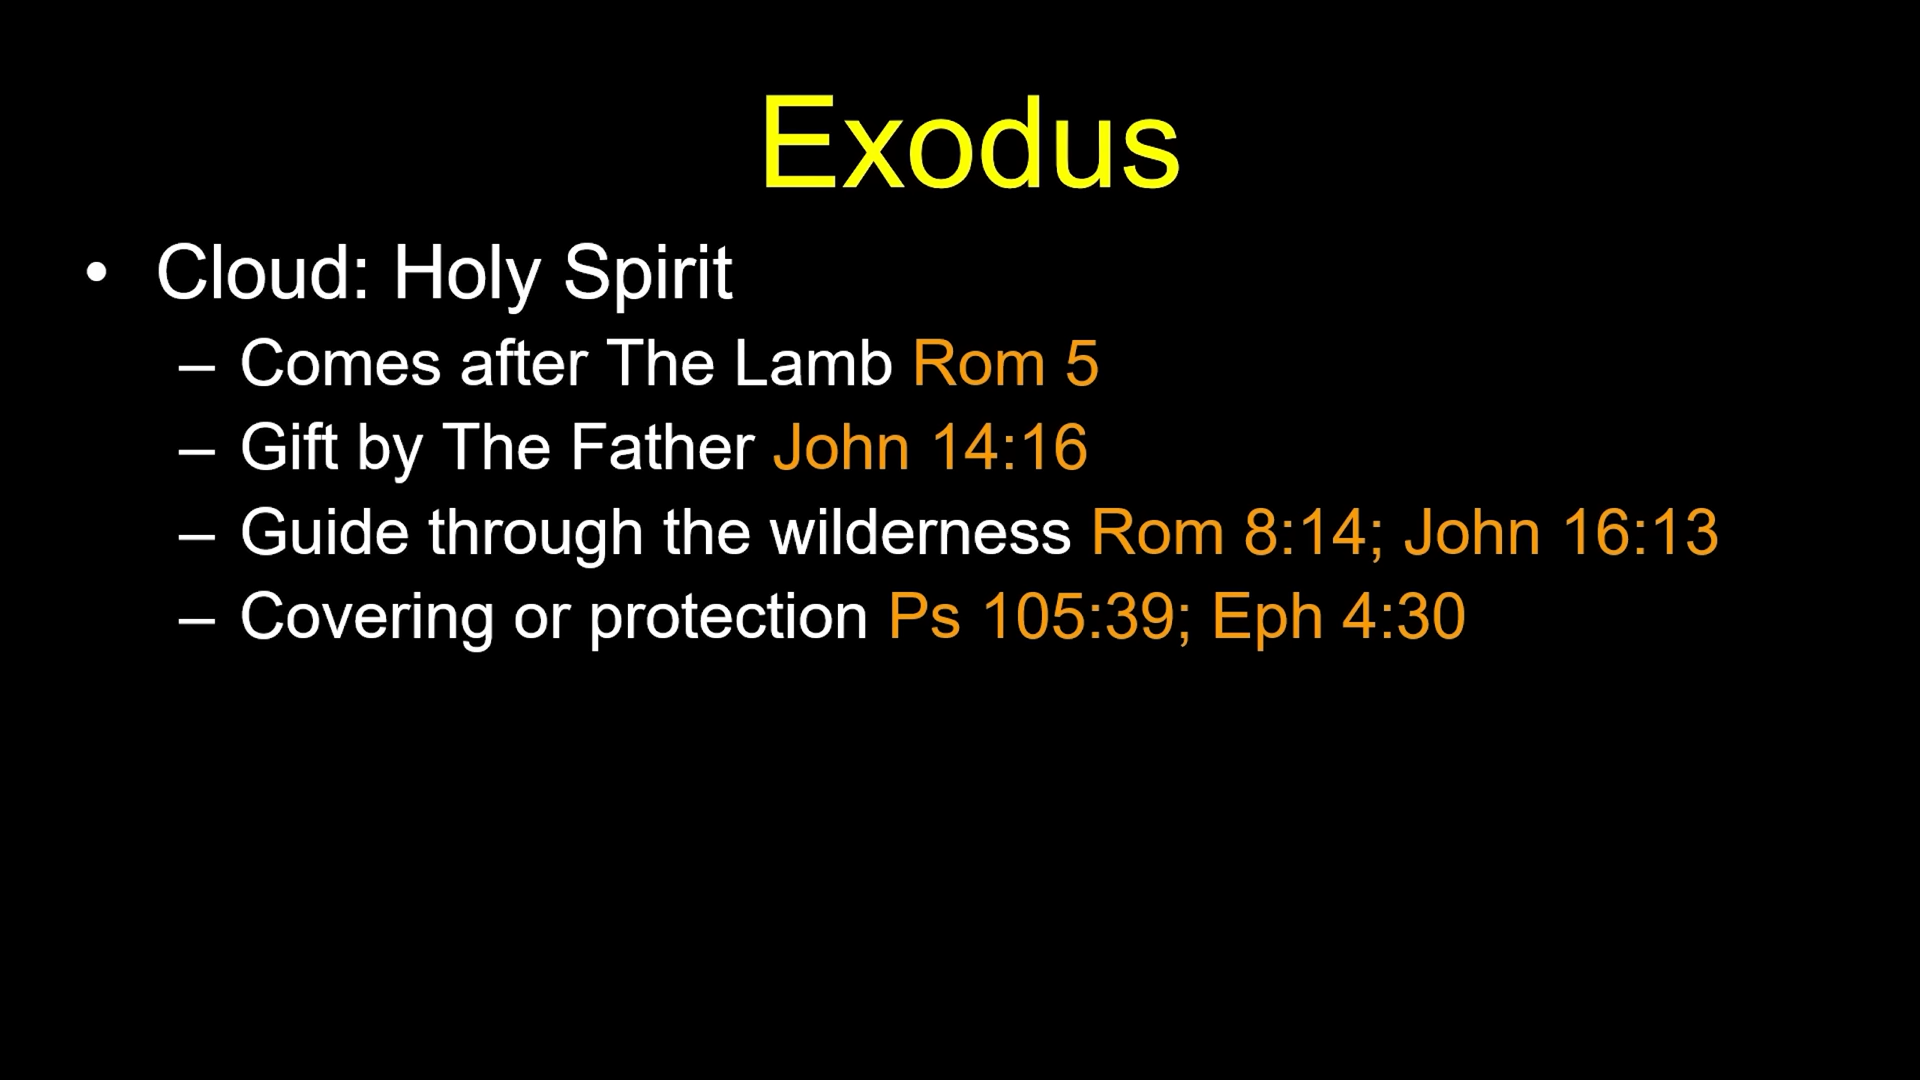 Exodus
• Cloud: Holy Spirit
– Comes after The Lamb Rom 5
– Gift by The Father John 14:16
– Guide through the wilderness Rom 8:14; John 16:13
– Covering or protection Ps 105:39; Eph 4:30